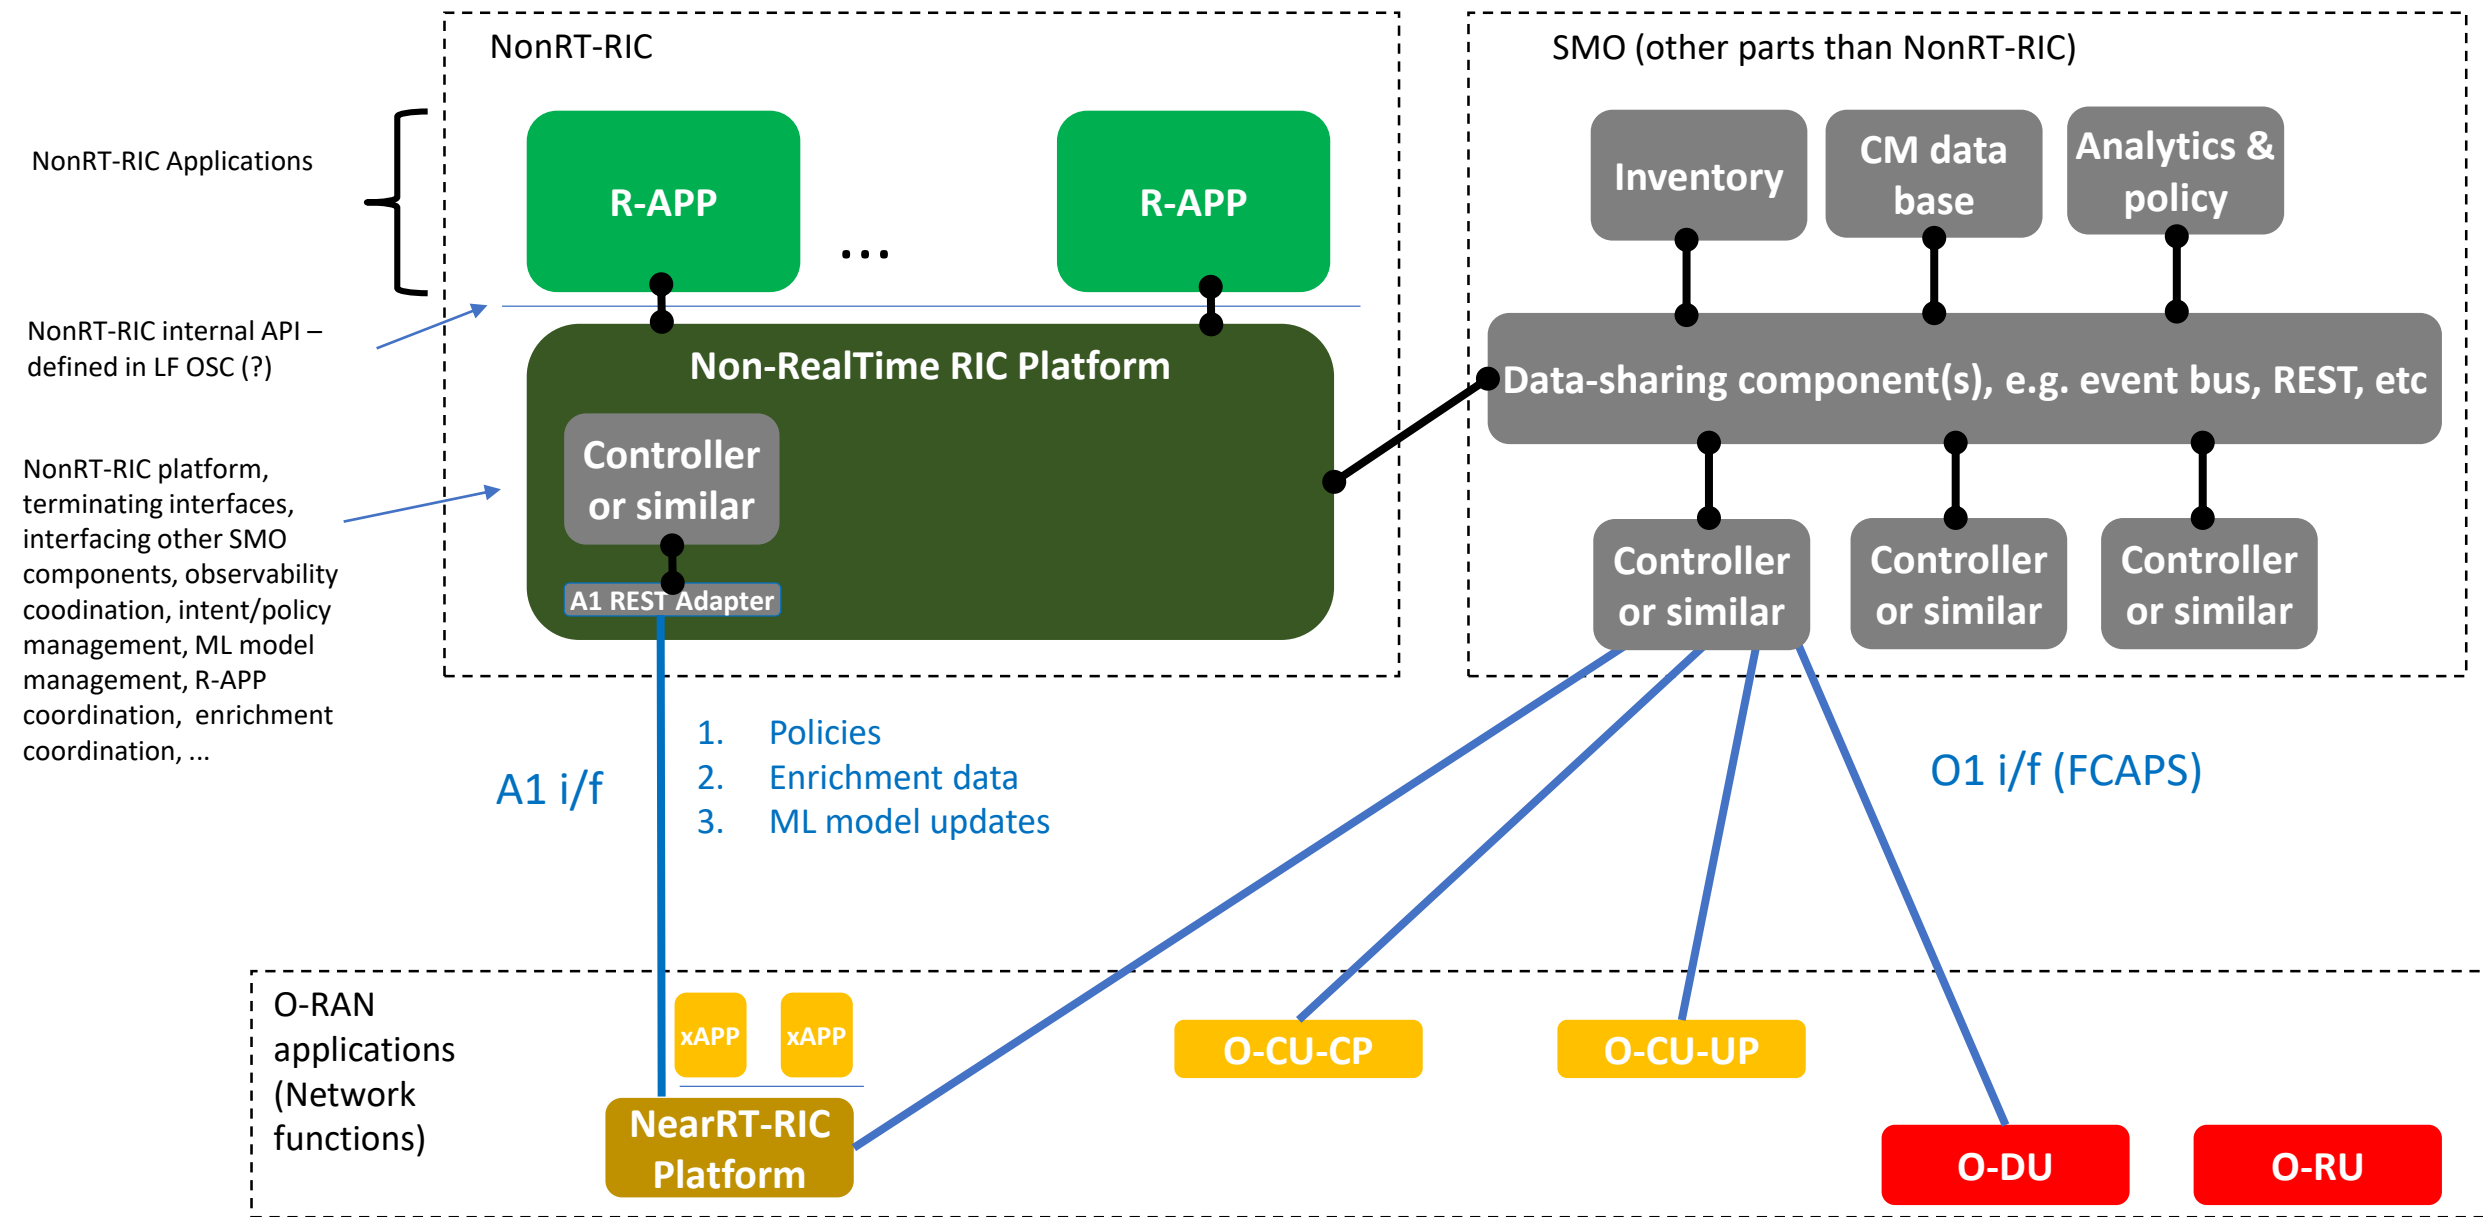 NonRT-RIC
SMO (other parts than NonRT-RIC)
NonRT-RIC Applications
R-APP
...
R-APP
Inventory
CM data
base
Analytics &
policy
NonRT-RIC internal API –
defined in LF OSC (?)
Non-RealTime RIC Platform
Data-sharing component(s), e.g. event bus, REST, etc
Controller
or similar
A1 REST Adapter
NonRT-RIC platform,
terminating interfaces,
interfacing other SMO
components, observability
coodination, intent/policy
management, ML model
management, R-APP
coordination,  enrichment
coordination, ...
Controller
or similar
Controller
or similar
Controller
or similar
A1 i/f
1. Policies
2. Enrichment data
3. ML model updates
O1 i/f (FCAPS)
O-RAN
applications
(Network
functions)
xAPP
xAPP
NearRT-RIC
Platform
O-CU-CP
O-CU-UP
O-DU
O-RU